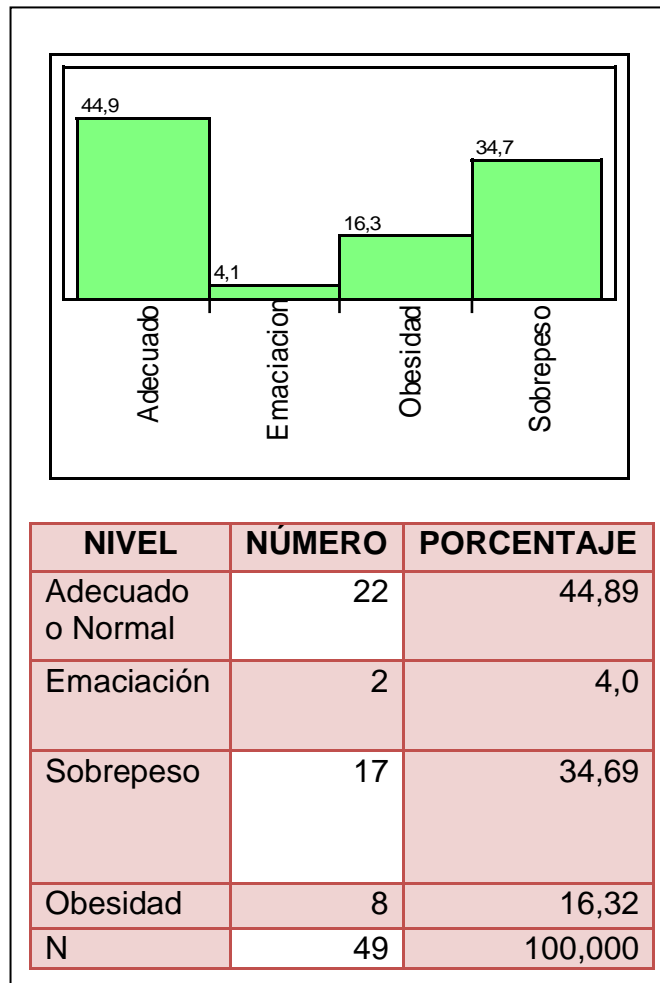 44,9
34,7
16,3
4,1
Adecuado
Emaciacion
Obesidad
Sobrepeso
NIVEL NÚMERO PORCENTAJE
Adecuado
o Normal 22 44,89
Emaciación 2 4,0
Sobrepeso 17 34,69
Obesidad 8 16,32
N 49 100,000